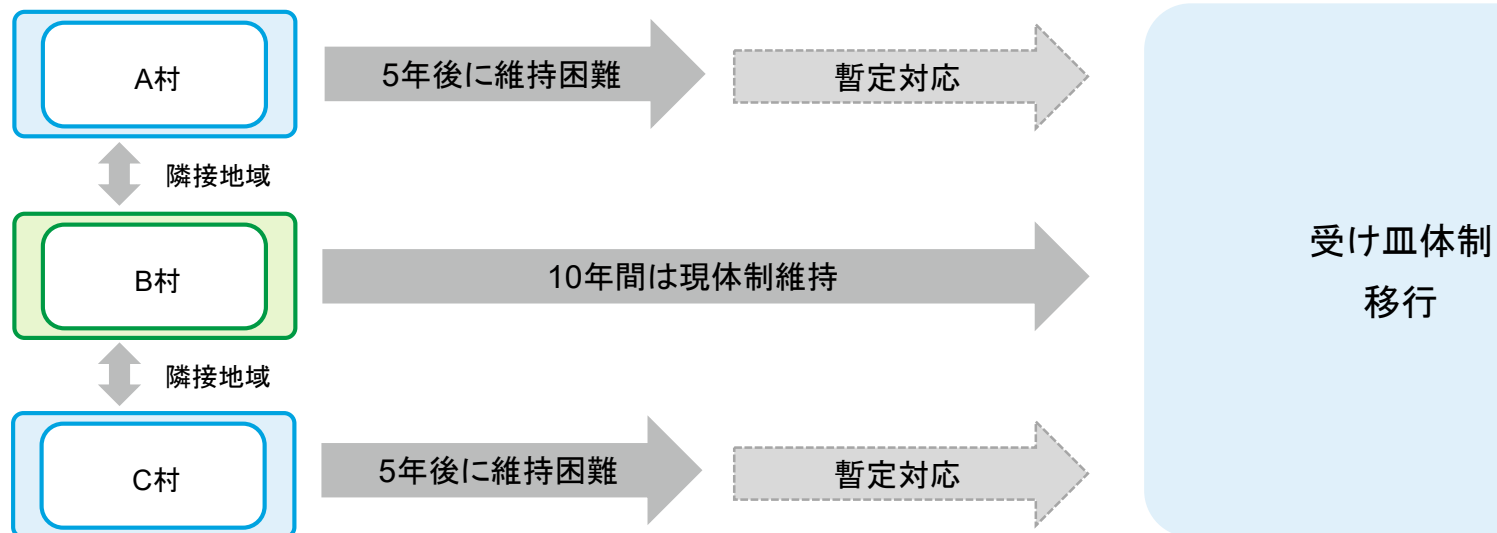 A村
5年後に維持困難
暫定対応
隣接地域
B村
10年間は現体制維持
受け皿体制
移行
隣接地域
C村
5年後に維持困難
暫定対応